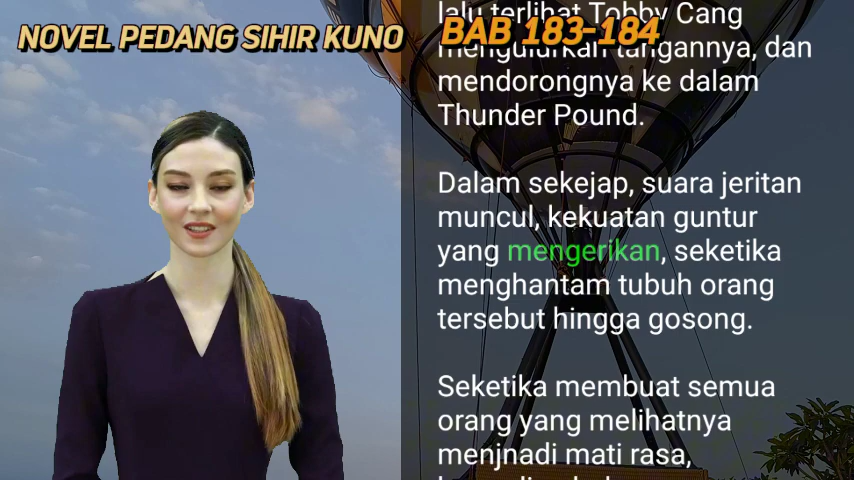 NOVEL PEDANG SIHIR KUNO
BAB 183-184
lalu terlihat Tobby Cang
mengulurkan tangannya, dan
mendorongnya ke dalam
Thunder Pound.
Dalam sekejap, suara jeritan
muncul, kekuatan guntur
yang mengerikan, seketika
menghantam tubuh orang
tersebut hingga gosong.
Seketika membuat semua
orang yang melihatnya
menjnadi mati rasa,